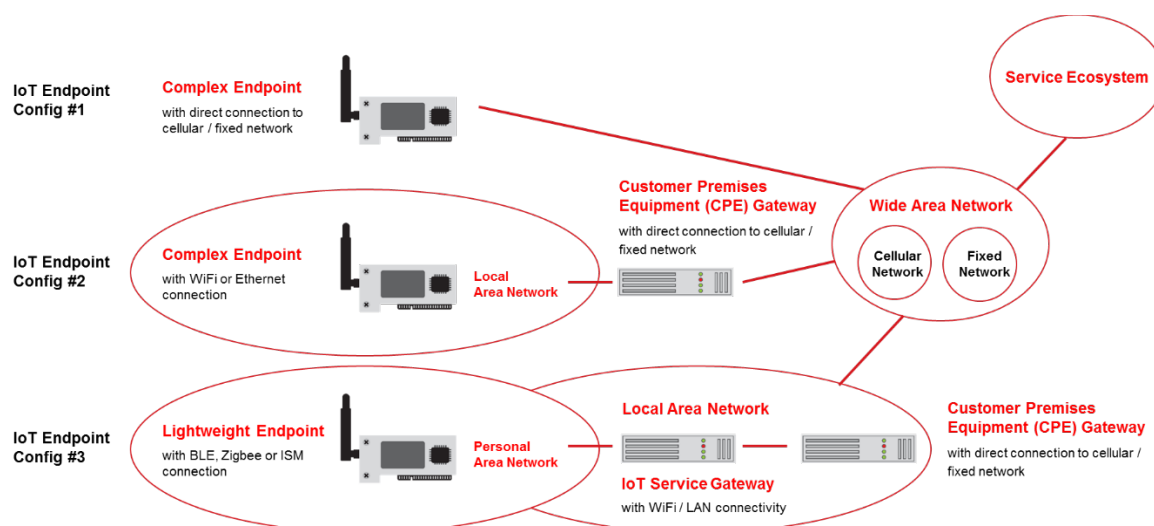 IoT Endpoint
Config #1
Complex Endpoint
with direct connection to
cellular / fixed network
Service Ecosystem
IoT Endpoint
Config #2
Complex Endpoint
with WiFi or Ethernet
connection
Local
Area Network
Customer Premises
Equipment (CPE) Gateway
with direct connection to cellular /
fixed network
Wide Area Network
Cellular
Network
Fixed
Network
IoT Endpoint
Config #3
Lightweight Endpoint
with BLE, Zigbee or ISM
connection
Personal
Area Network
Local Area Network
IoT Service Gateway
with WiFi / LAN connectivity
Customer Premises
Equipment (CPE) Gateway
with direct connection to cellular /
fixed network